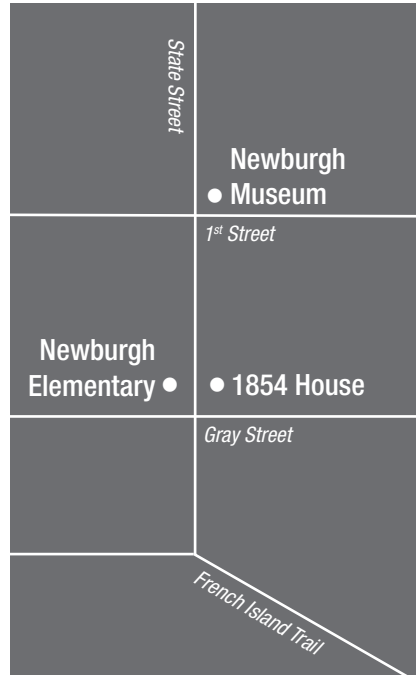 State Street
Newburgh
Museum
1st Street
Newburgh
Elementary
1854 House
Gray Street
French Island Trail